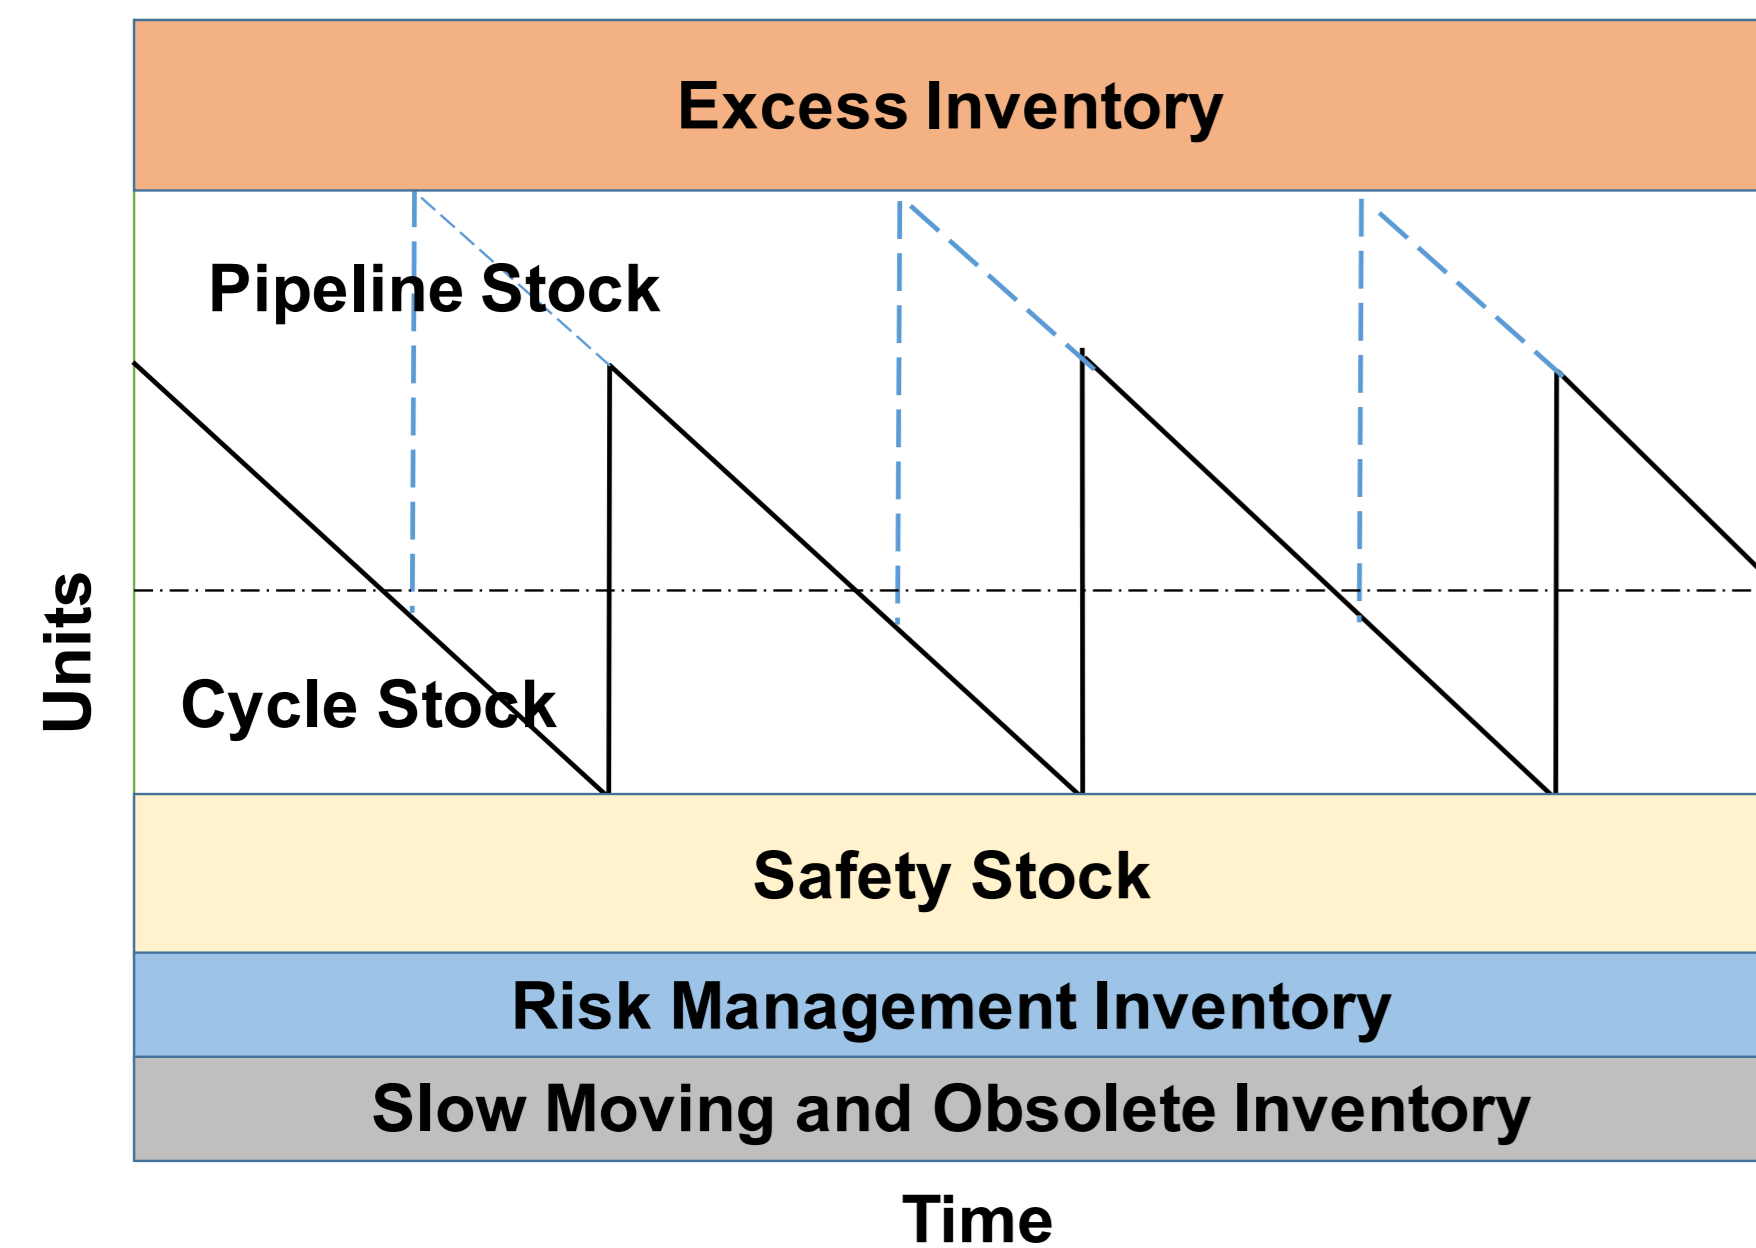 Excess Inventory
Pipeline Stock
Units
Cycle Stock
Safety Stock
Risk Management Inventory
Slow Moving and Obsolete Inventory
Time